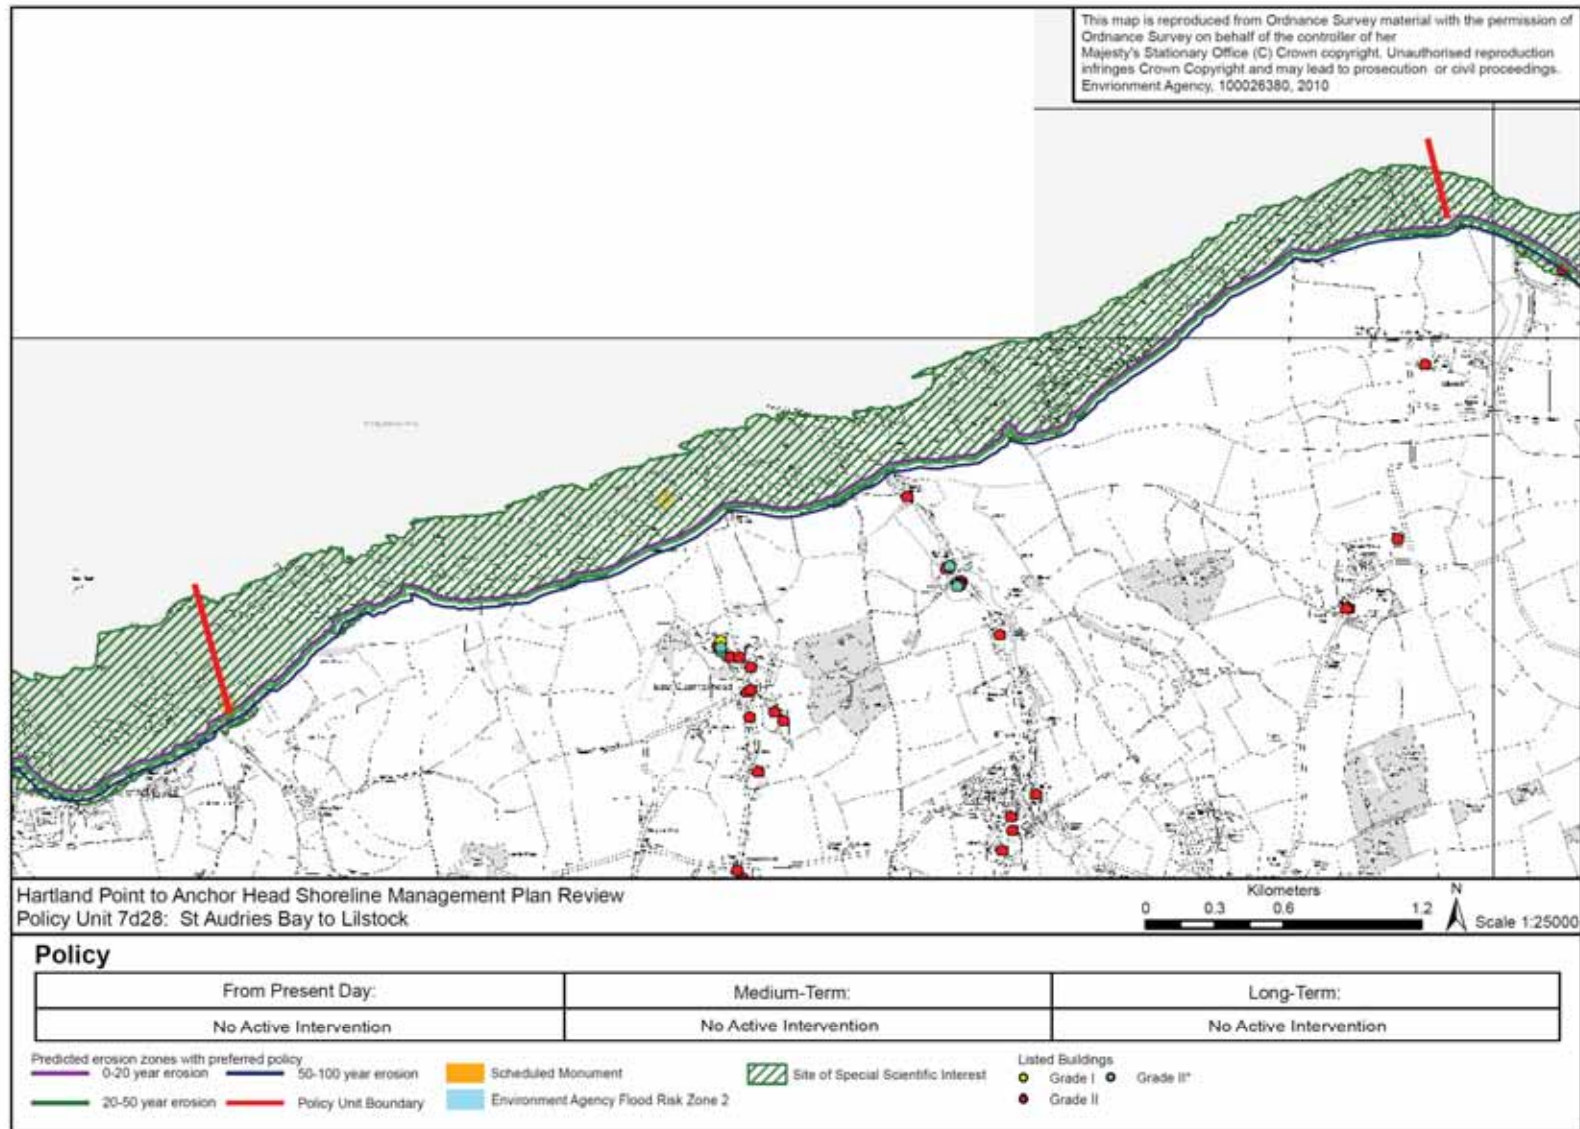 This map is reproduced from Ordnance Survey material with the permission of
Ordnance Survey on behalf of the controller of her
Majesty's Stationary Office (C) Crown copyright. Unauthorised reproduction
infringes Crown Copyright and may lead to prosecution or civil proceedings.
Envrionment Agency, 100026380, 2010
Hartland Point to Anchor Head Shoreline Management Plan Review
Policy Unit 7d28: St Audries Bay to Lilstock
Kilometers
0 0.3 0.6 1.2
N
Scale 1:25000
Policy
From Present Day: Medium-Term: Long-Term:
No Active Intervention No Active Intervention No Active Intervention
Predicted erosion zones with preferred policy
0-20 year erosion 50-100 year erosion Scheduled Monument Site of Special Scientific Interest
20-50 year erosion Policy Unit Boundary Environment Agency Flood Risk Zone 2
Listed Buildings
Grade I Grade II*
Grade II